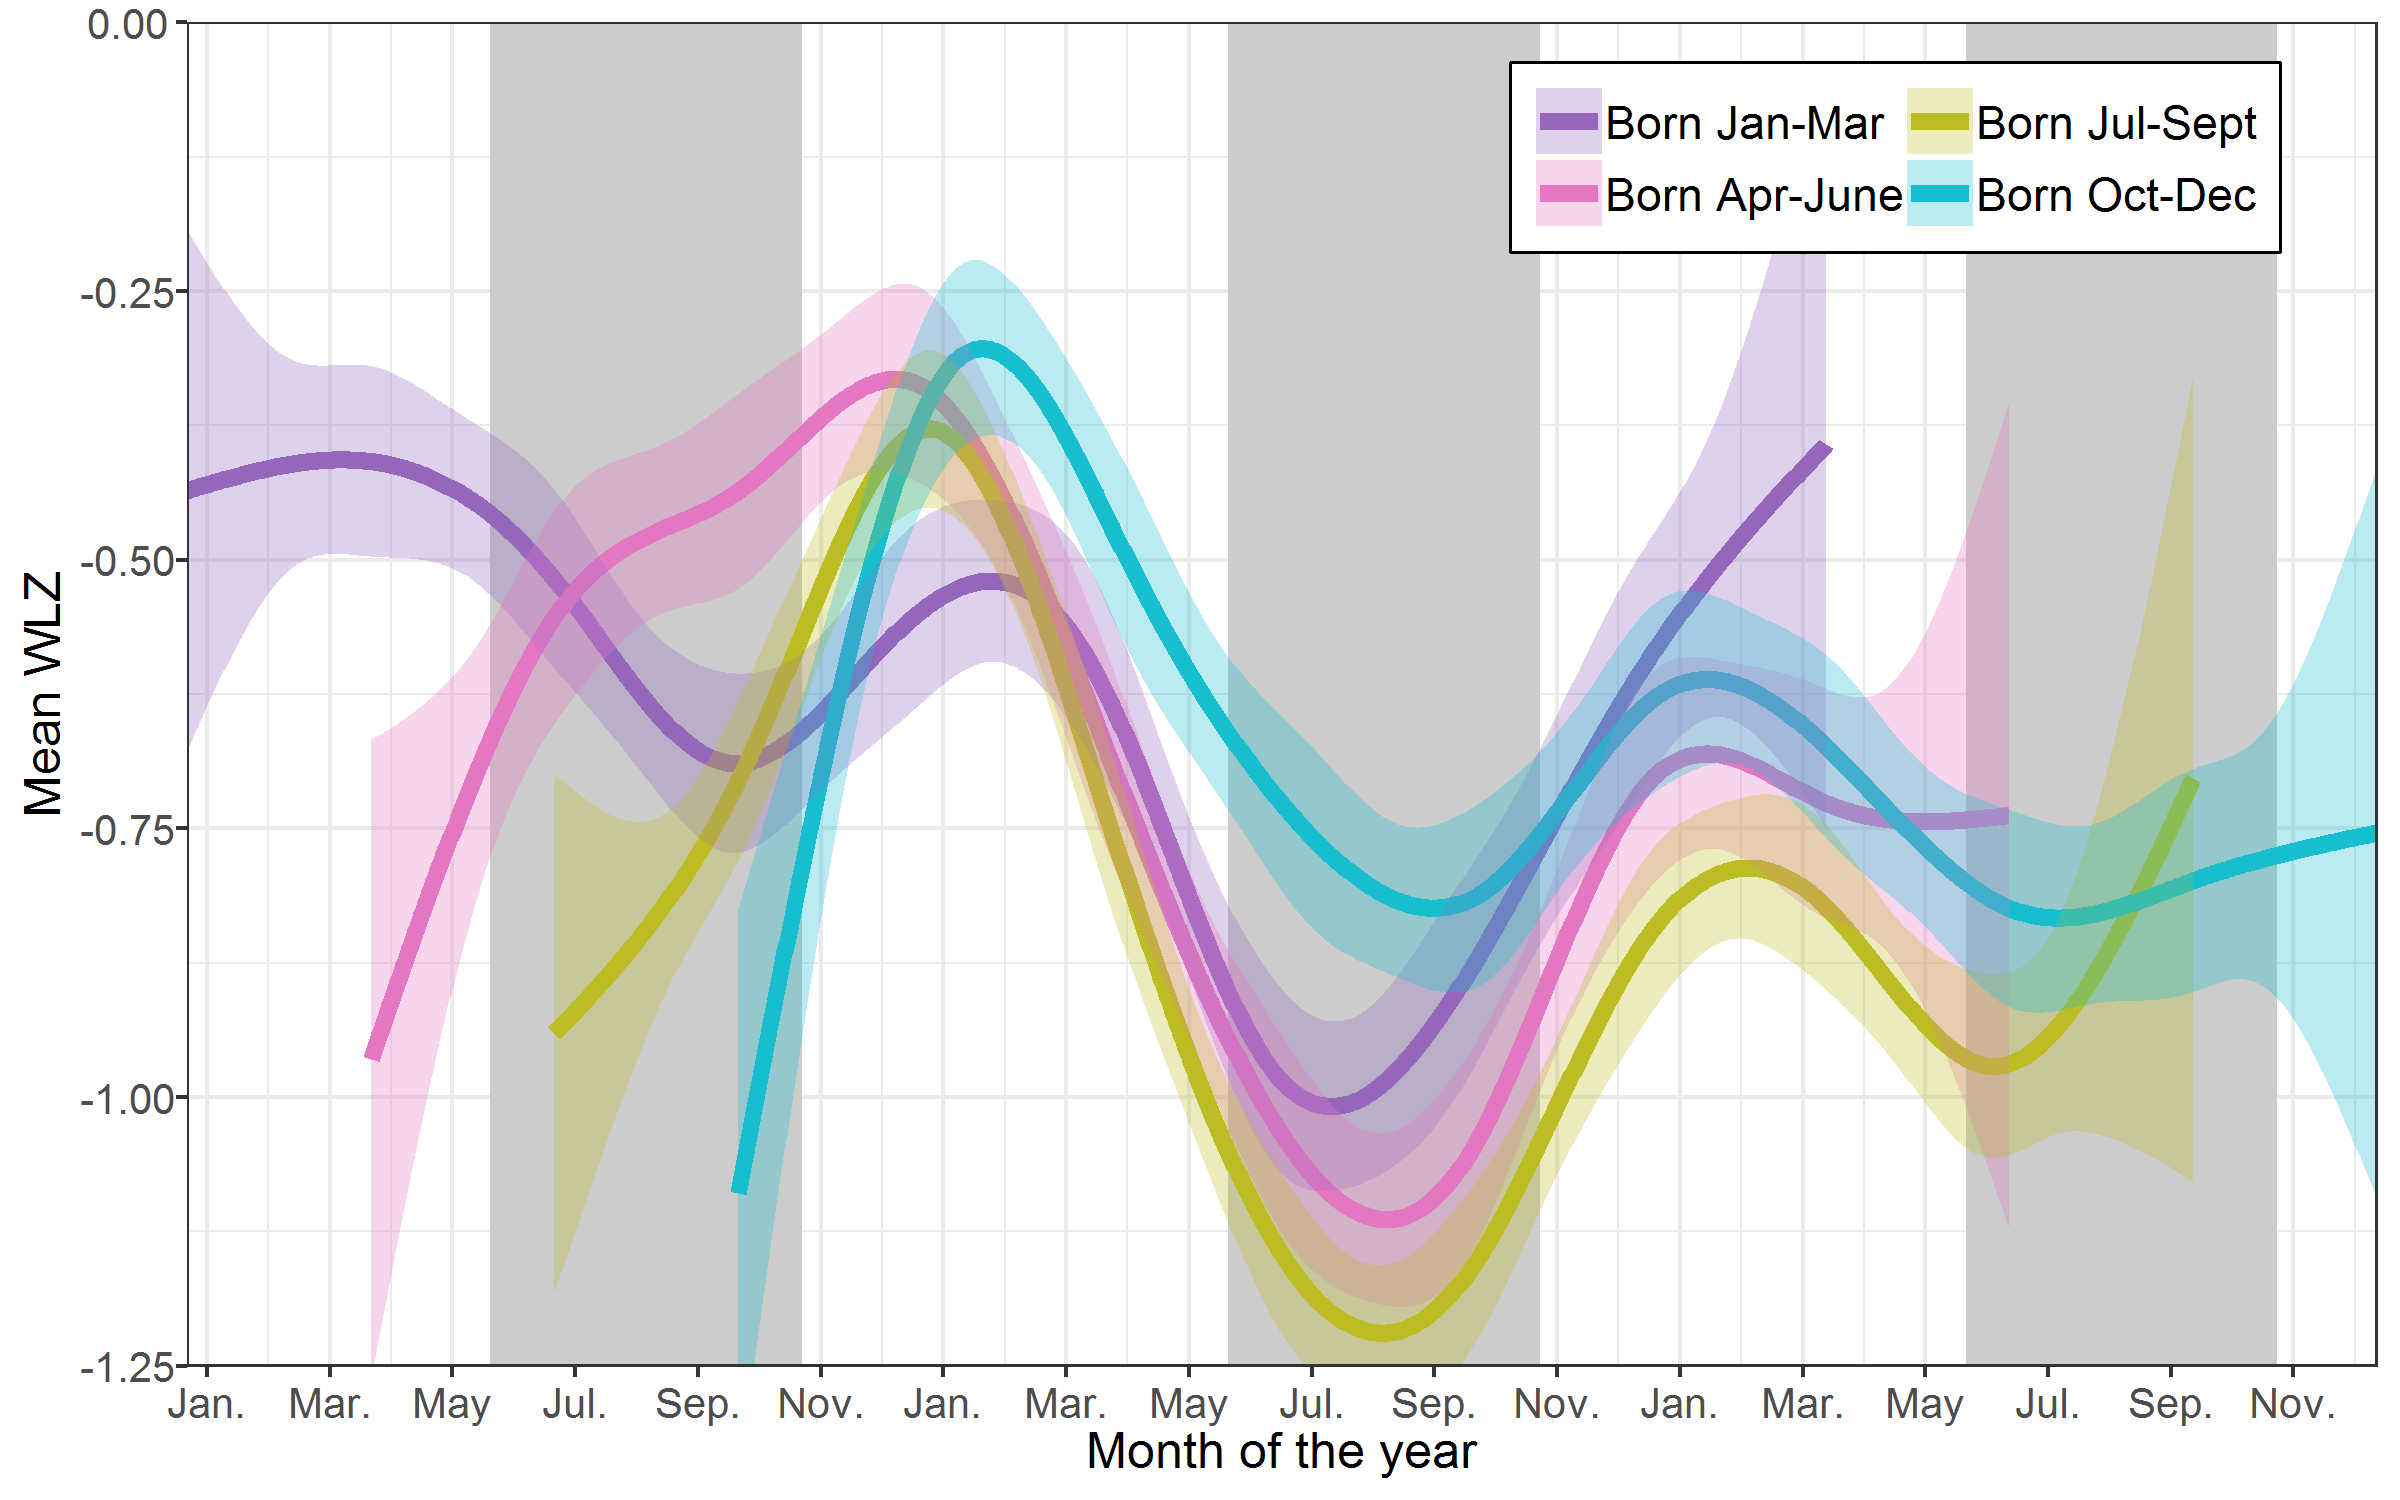 0.00
-0.25
-0.50
-0.75
-1.00
-1.25
Mean WLZ
Born Jan-Mar Born Jul-Sept
Born Apr-June Born Oct-Dec
Jan. Mar. May Jul. Sep. Nov. Jan. Mar. May Jul. Sep. Nov. Jan. Mar. May Jul. Sep. Nov.
Month of the year